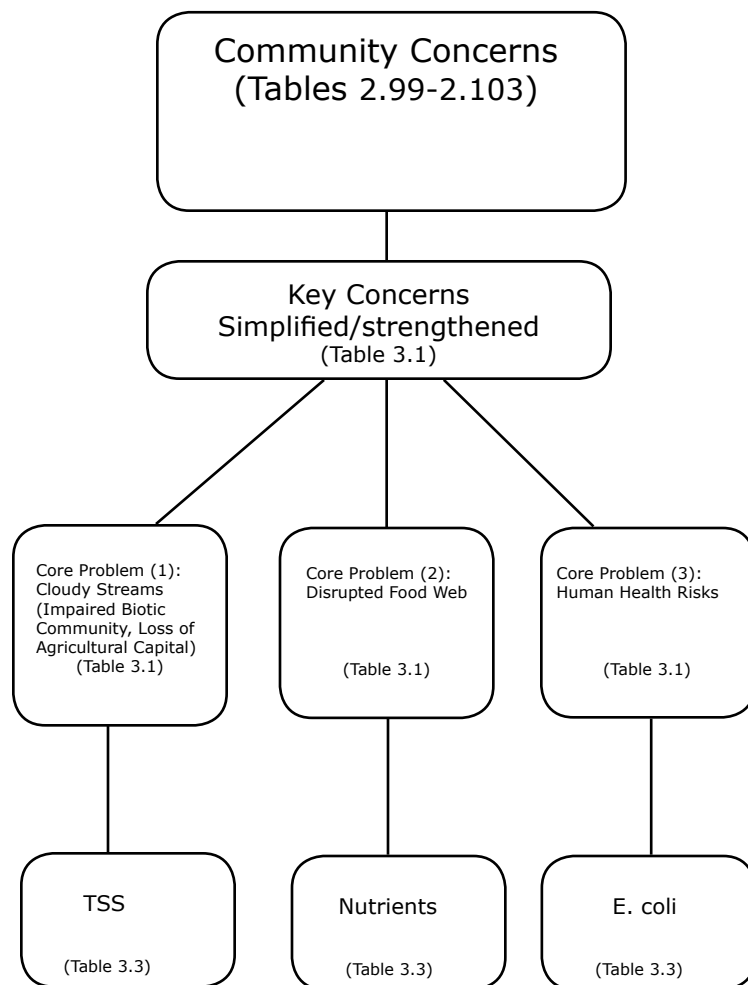 Community Concerns
(Tables 2.99-2.103)
Key Concerns
Simplified/strengthened
(Table 3.1)
Core Problem (1):
Cloudy Streams
(Impaired Biotic
Community, Loss of
Agricultural Capital)
(Table 3.1)
Core Problem (2):
Disrupted Food Web
(Table 3.1)
Core Problem (3):
Human Health Risks
(Table 3.1)
TSS
(Table 3.3)
Nutrients
(Table 3.3)
E. coli
(Table 3.3)